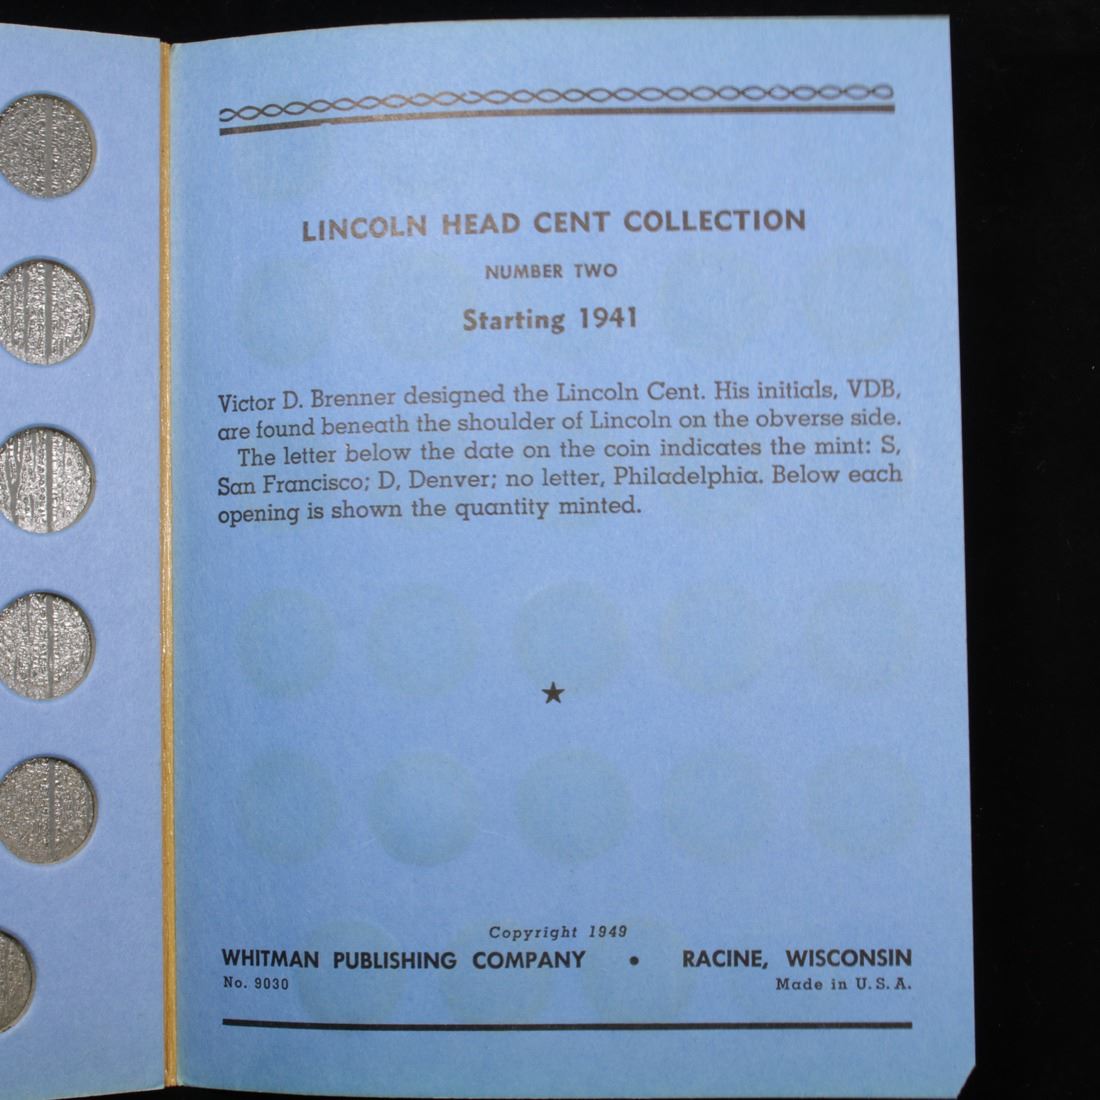 LINCOLN HEAD CENT COLLECTION
NUMBER TWO
Starting 1941
Victor D. Brenner designed the Lincoln Cent. His initials, VDB,
are found beneath the shoulder of Lincoln on the obverse side.
The letter below the date on the coin indicates the mint: S,
San Francisco; D, Denver; no letter, Philadelphia. Below each
opening is shown the quantity minted.
Copyright 1949
WHITMAN PUBLISHING COMPANY • RACINE, WISCONSIN
No. 9030 Made in U.S.A.